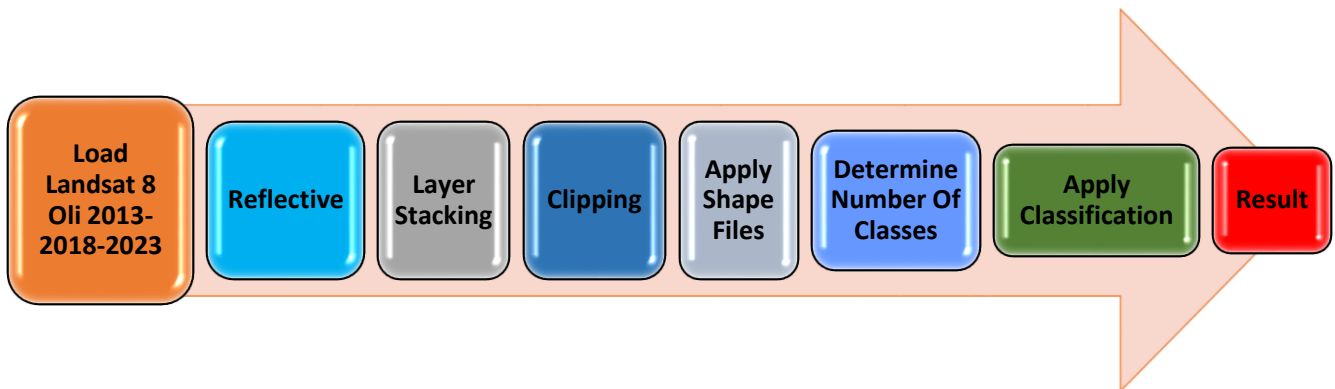 Load
Landsat 8
Oli 2013-
2018-2023
Reflective
Layer
Stacking
Clipping
Apply
Shape
Files
Determine
Number Of
Classes
Apply
Classification
Result